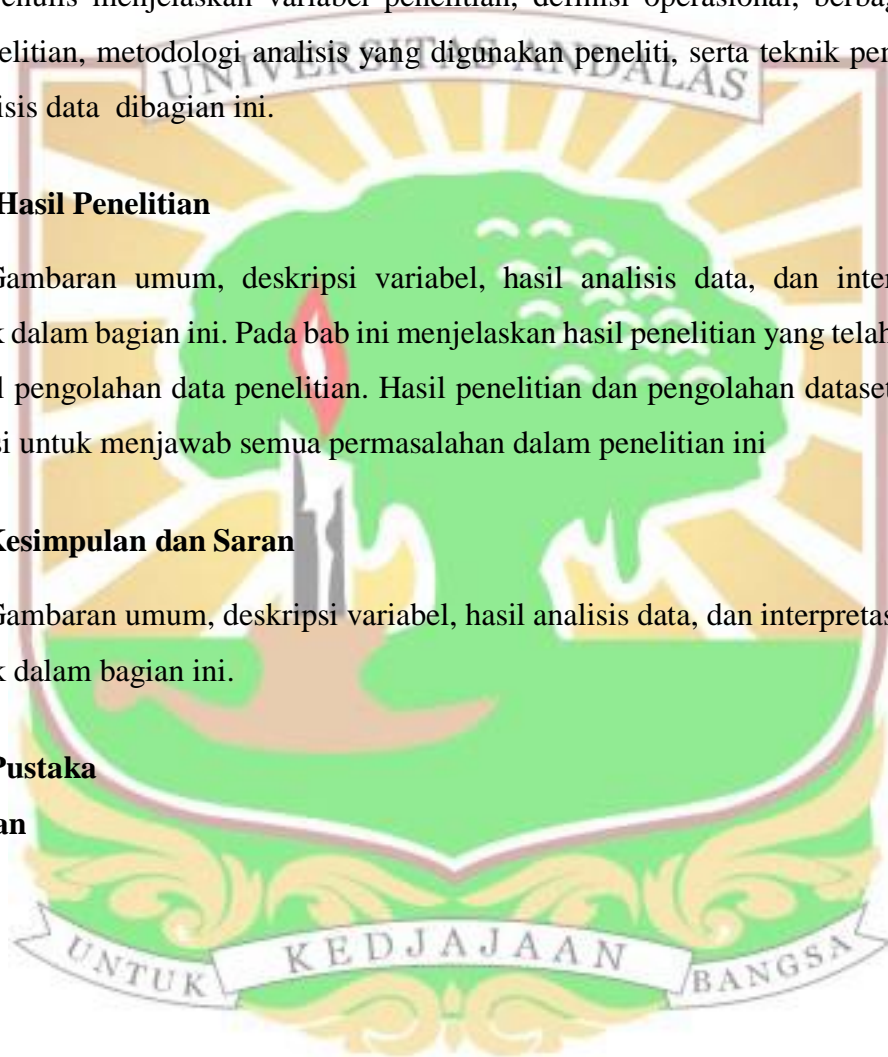 enulis menjelaskan variabel penelitian, definisi operasional, berbag
elitian, metodologi analisis yang digunakan peneliti, serta teknik per
UNIVERSITAS ANDALAS
isis data dibagian ini.
Hasil Penelitian
Gambaran umum, deskripsi variabel, hasil analisis data, dan inter
k dalam bagian ini. Pada bab ini menjelaskan hasil penelitian yang telah
l pengolahan data penelitian. Hasil penelitian dan pengolahan dataset
si untuk menjawab semua permasalahan dalam penelitian ini
Kesimpulan dan Saran
Gambaran umum, deskripsi variabel, hasil analisis data, dan interpretas
k dalam bagian ini.
Pustaka
an
UNTUK KEDJAJAAN BANGSA